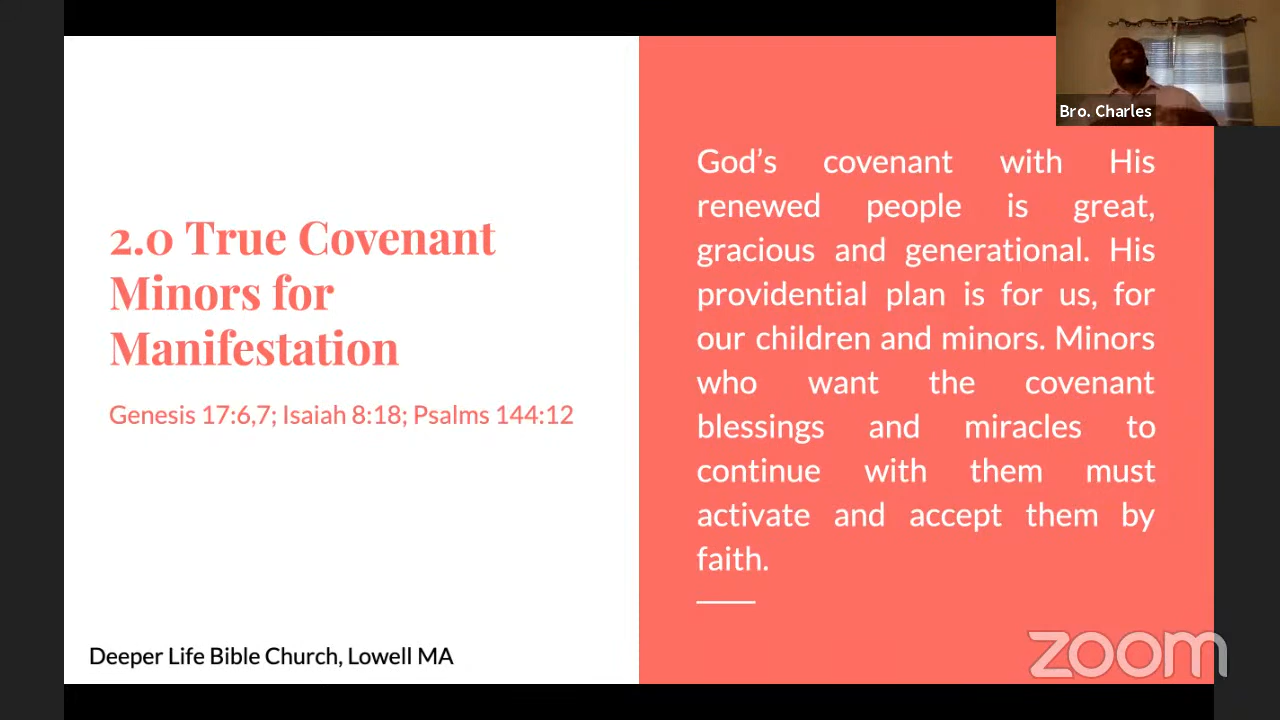 Bro. Charles
2.0 True Covenant
Minors for
Manifestation
Genesis 17:6,7; Isaiah 8:18; Psalms 144:12
Deeper Life Bible Church, Lowell MA
God’s covenant with His
renewed people is great,
gracious and generational. His
providential plan is for us, for
our children and minors. Minors
who want the covenant
blessings and miracles to
continue with them must
activate and accept them by
faith.
zoom